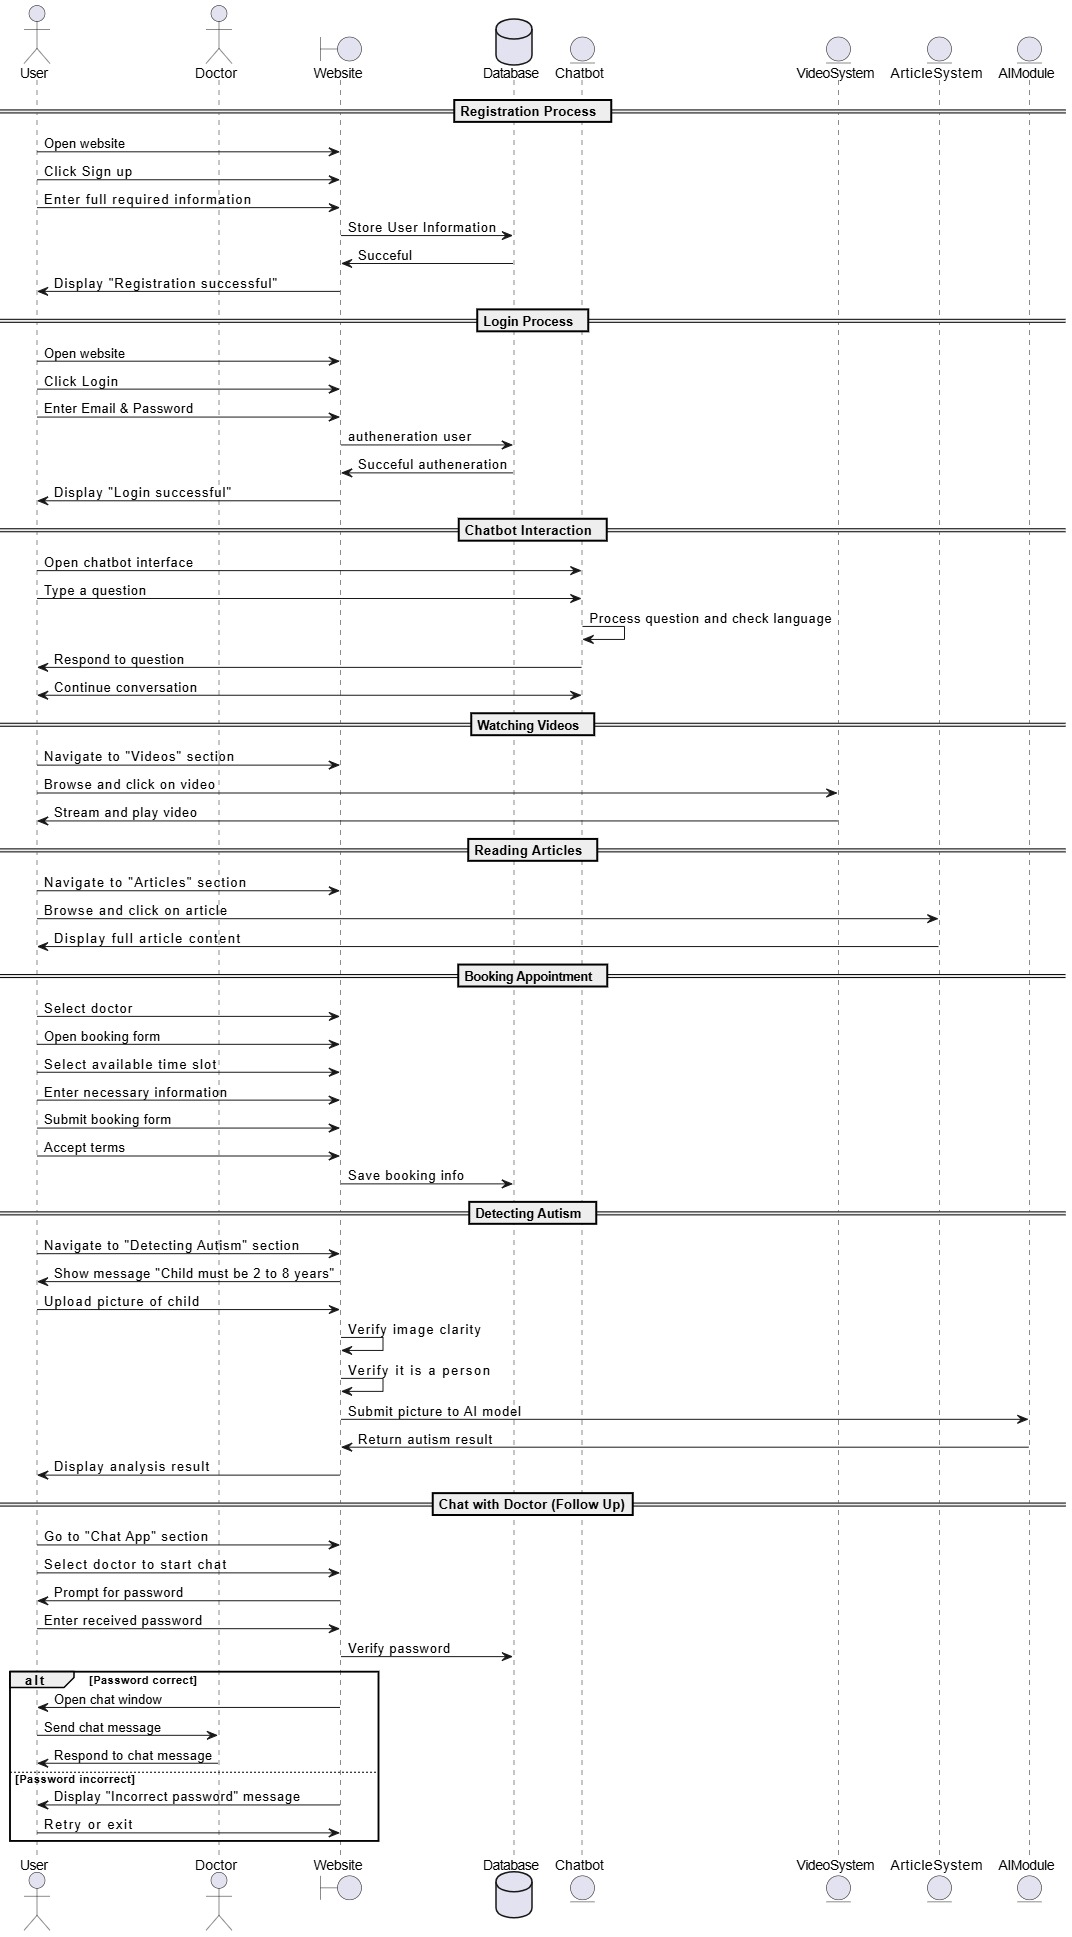 User Doctor Website Database Chatbot VideoSystem ArticleSystem AIModule
Registration Process
Open website
Click Sign up
Enter full required information
Store User Information
Succeful
Display "Registration successful"
Login Process
Open website
Click Login
Enter Email & Password
autheneration user
Succeful autheneration
Display "Login successful"
Chatbot Interaction
Open chatbot interface
Type a question
Process question and check language
Respond to question
Continue conversation
Watching Videos
Navigate to "Videos" section
Browse and click on video
Stream and play video
Reading Articles
Navigate to "Articles" section
Browse and click on article
Display full article content
Booking Appointment
Select doctor
Open booking form
Select available time slot
Enter necessary information
Submit booking form
Accept terms
Save booking info
Detecting Autism
Navigate to "Detecting Autism" section
Show message "Child must be 2 to 8 years"
Upload picture of child
Verify image clarity
Verify it is a person
Submit picture to AI model
Return autism result
Display analysis result
Chat with Doctor (Follow Up)
Go to "Chat App" section
Select doctor to start chat
Prompt for password
Enter received password
Verify password
alt [Password correct]
Open chat window
Send chat message
Respond to chat message
[Password incorrect]
Display "Incorrect password" message
Retry or exit
User Doctor Website Database Chatbot VideoSystem ArticleSystem AIModule